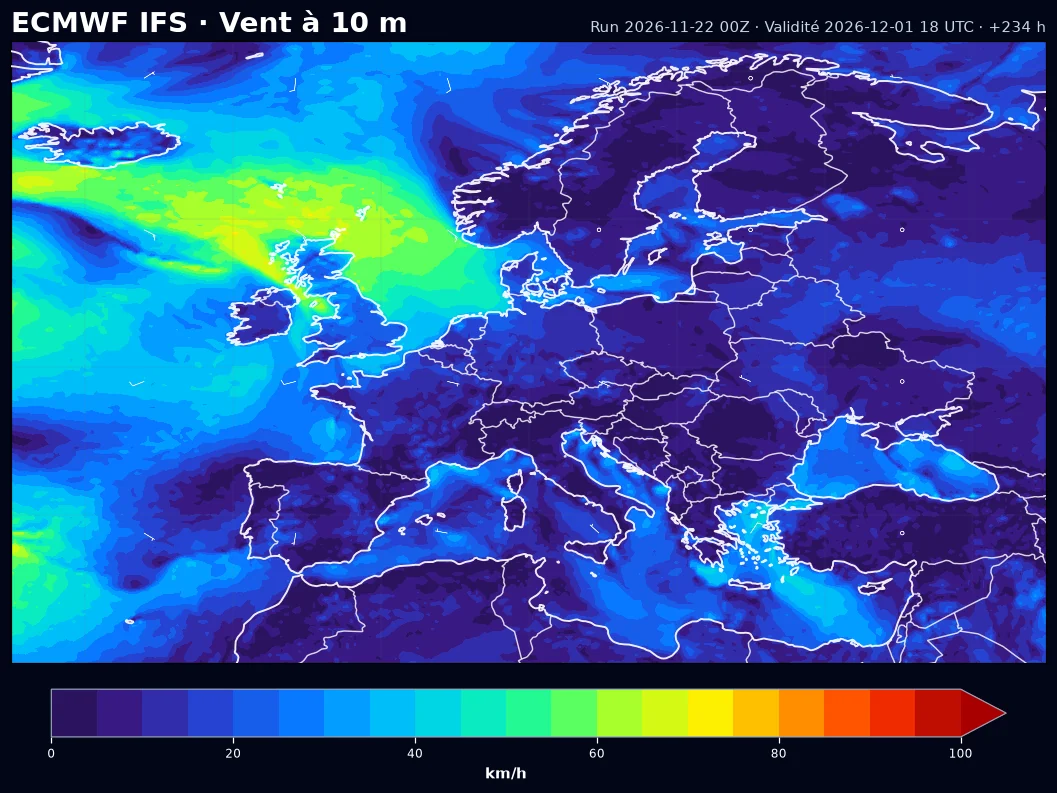 ECMWF IFS · Vent à 10 m
Run 2026-11-22 00Z · Validité 2026-12-01 18 UTC · +234 h
0 20 40 60 80 100
km/h